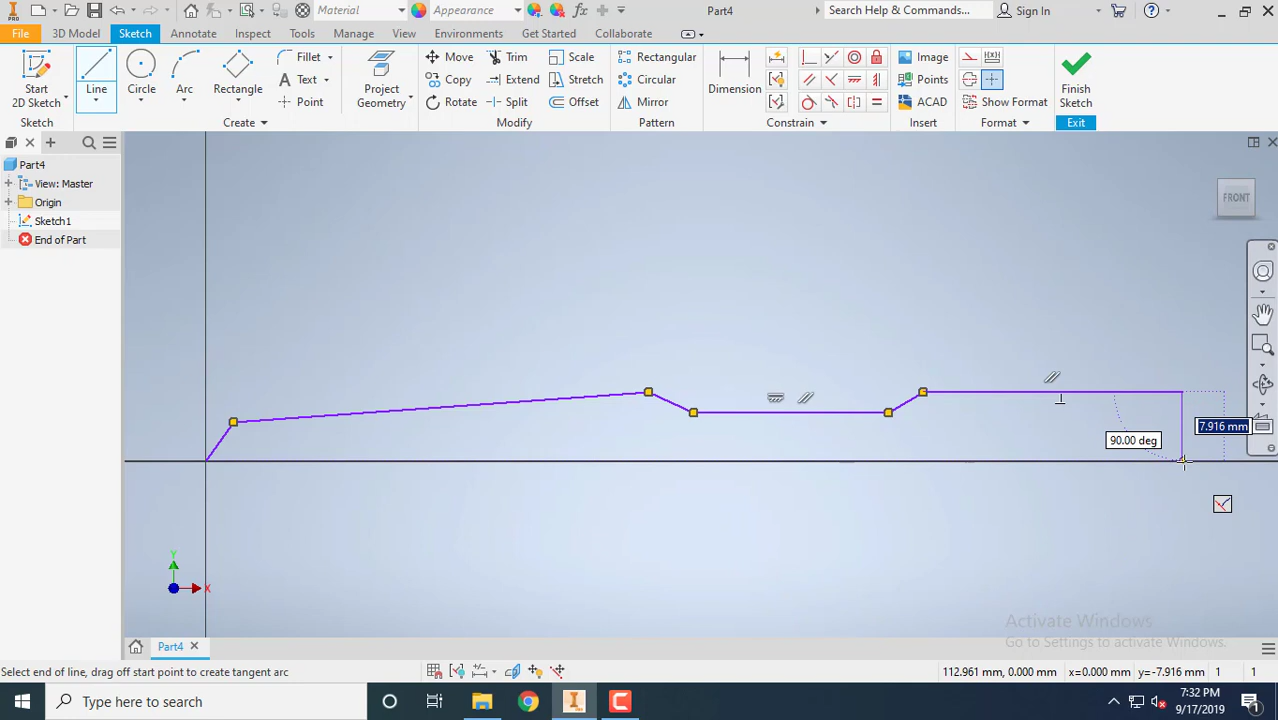 Material
Appearance
Part4
Search Help & Commands...
Sign In
File
3D Model
Sketch
Annotate
Inspect
Tools
Manage
View
Environments
Get Started
Collaborate
Start
2D Sketch
Line
Circle
Arc
Rectangle
Fillet
Text
Point
Project
Geometry
Move
Copy
Rotate
Trim
Extend
Split
Scale
Stretch
Offset
Rectangular
Circular
Mirror
Dimension
Image
Points
ACAD
Show Format
Finish
Sketch
Sketch
Create
Modify
Pattern
Constrain
Insert
Format
Exit
Part4
View: Master
Origin
Sketch1
End of Part
FRONT
7.916 mm
90.00 deg
Y
X
Activate Windows
Go to Settings to activate Windows.
Part4
Select end of line, drag off start point to create tangent arc
112.961 mm, 0.000 mm
x=0.000 mm
y=-7.916 mm
1
1
Type here to search
7:32 PM
9/17/2019
1